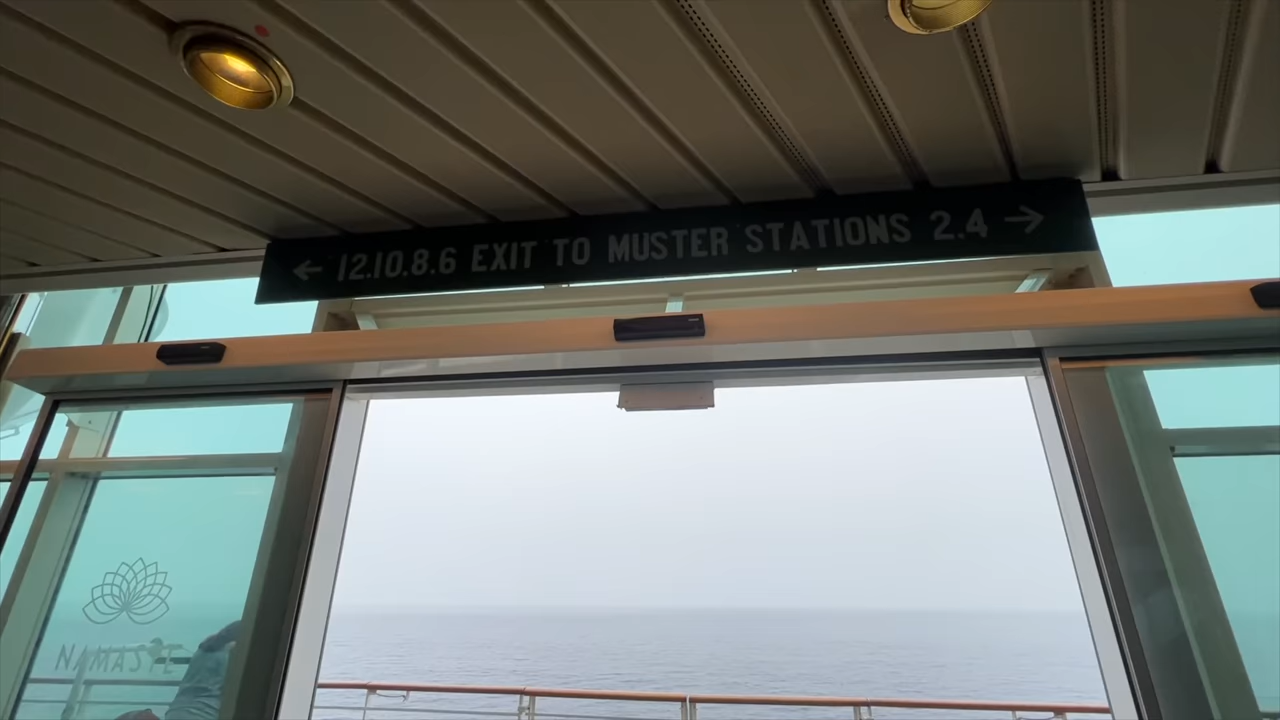 ← 12.10.8.6 EXIT TO MUSTER STATIONS 2.4 →
NAMASTE